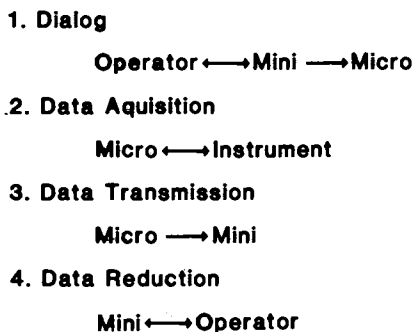 1. Dialog
Operator ⟷ Mini ⟶ Micro
2. Data Aquisition
Micro ⟷ Instrument
3. Data Transmission
Micro ⟶ Mini
4. Data Reduction
Mini ⟷ Operator